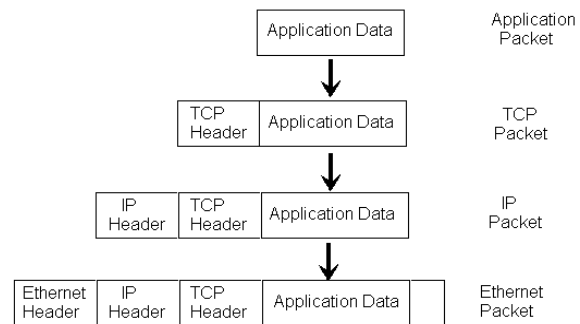 Application Data
Application
Packet
TCP
Header
Application Data
TCP
Packet
IP
Header
TCP
Header
Application Data
IP
Packet
Ethernet
Header
IP
Header
TCP
Header
Application Data
Ethernet
Packet